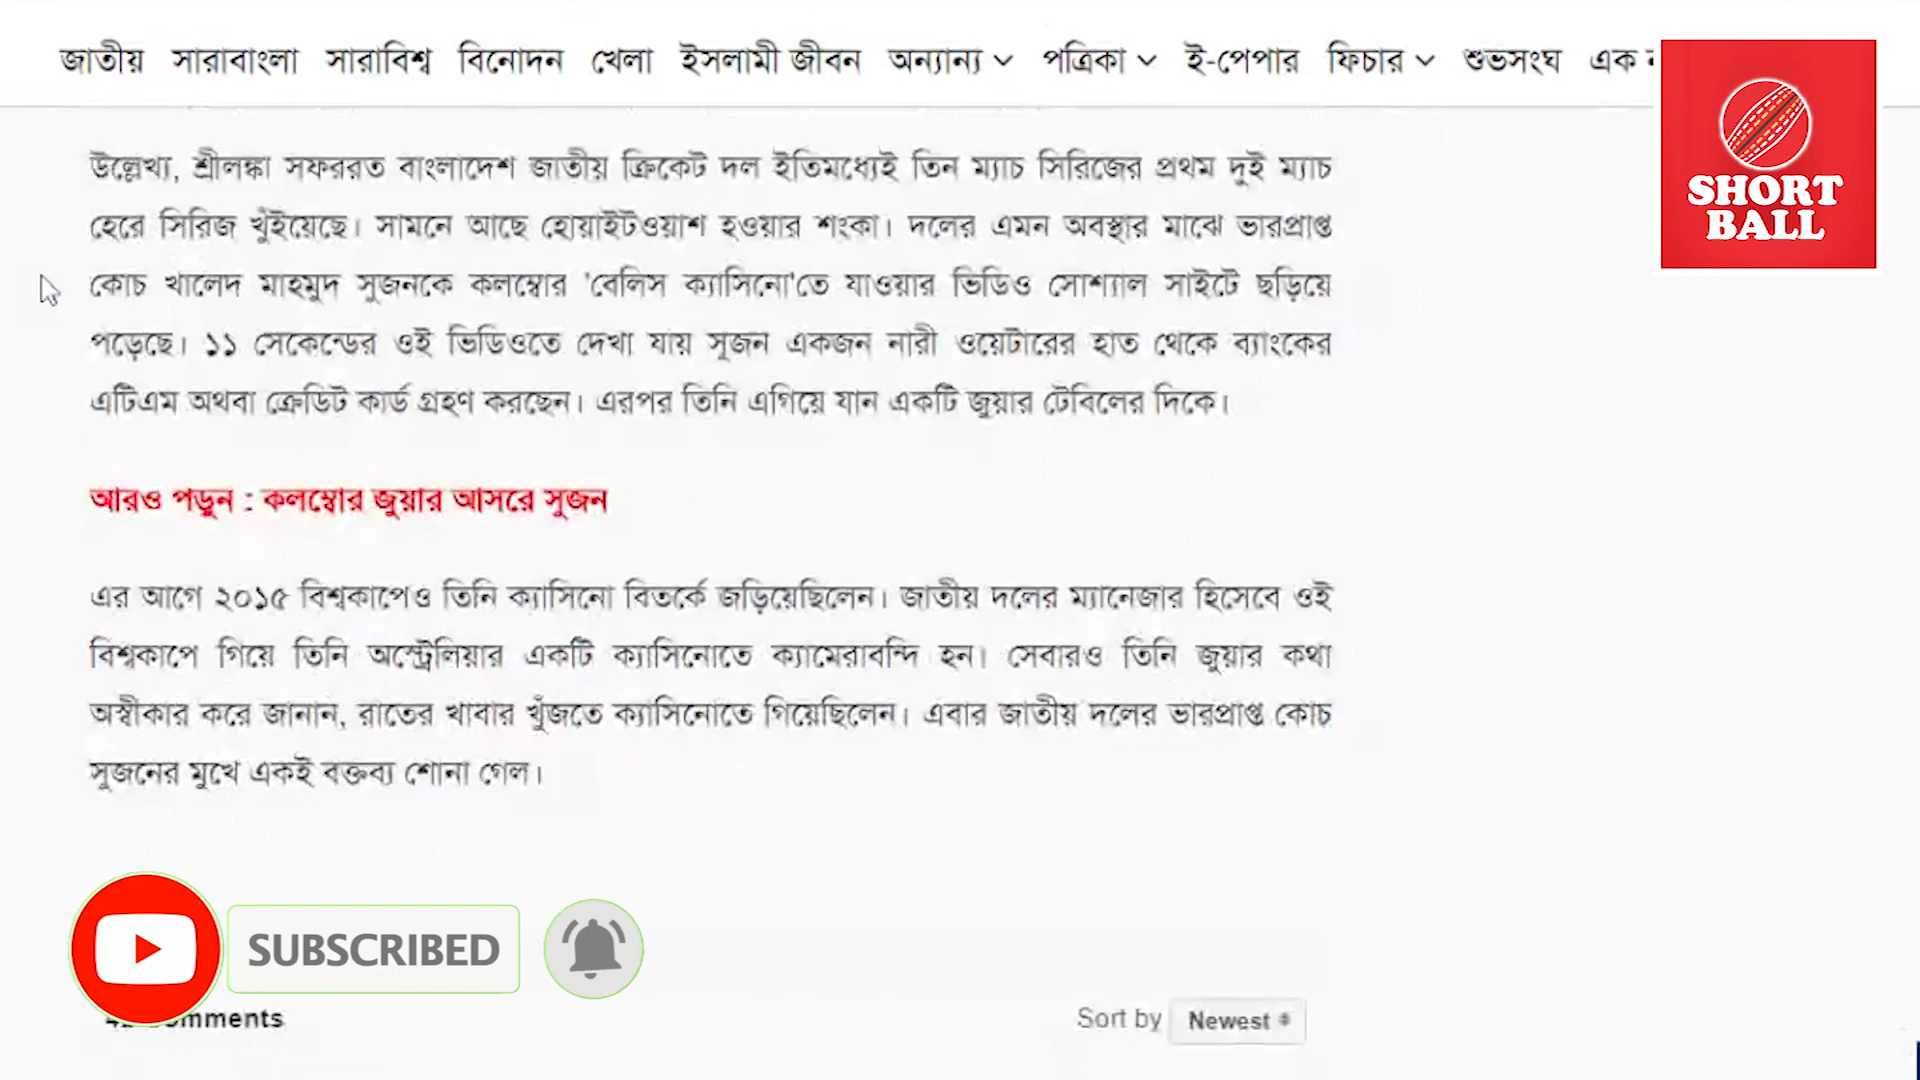 জাতীয় সারাবাংলা সারাবিশ্ব বিনোদন খেলা ইসলামী জীবন অন্যান্য পত্রিকা ই-পেপার ফিচার শুভসংঘ এক
SHORT
BALL
উল্লেখ্য, শ্রীলঙ্কা সফররত বাংলাদেশ জাতীয় ক্রিকেট দল ইতিমধ্যেই তিন ম্যাচ সিরিজের প্রথম দুই ম্যাচ
হেরে সিরিজ খুঁইয়েছে। সামনে আছে হোয়াইটওয়াশ হওয়ার শংকা। দলের এমন অবস্থার মাঝে ভারপ্রাপ্ত
কোচ খালেদ মাহমুদ সুজনকে কলম্বোর 'বেলিস ক্যাসিনো'তে যাওয়ার ভিডিও সোশ্যাল সাইটে ছড়িয়ে
পড়েছে। ১১ সেকেন্ডের ওই ভিডিওতে দেখা যায় সূজন একজন নারী ওয়েটারের হাত থেকে ব্যাংকের
এটিএম অথবা ক্রেডিট কার্ড গ্রহণ করছেন। এরপর তিনি এগিয়ে যান একটি জুয়ার টেবিলের দিকে।
আরও পড়ুন : কলম্বোর জুয়ার আসরে সুজন
এর আগে ২০১৫ বিশ্বকাপেও তিনি ক্যাসিনো বিতর্কে জড়িয়েছিলেন। জাতীয় দলের ম্যানেজার হিসেবে ওই
বিশ্বকাপে গিয়ে তিনি অস্ট্রেলিয়ার একটি ক্যাসিনোতে ক্যামেরাবন্দি হন। সেবারও তিনি জুয়ার কথা
অস্বীকার করে জানান, রাতের খাবার খুঁজতে ক্যাসিনোতে গিয়েছিলেন। এবার জাতীয় দলের ভারপ্রাপ্ত কোচ
সুজনের মুখে একই বক্তব্য শোনা গেল।
SUBSCRIBED
Sort by Newest